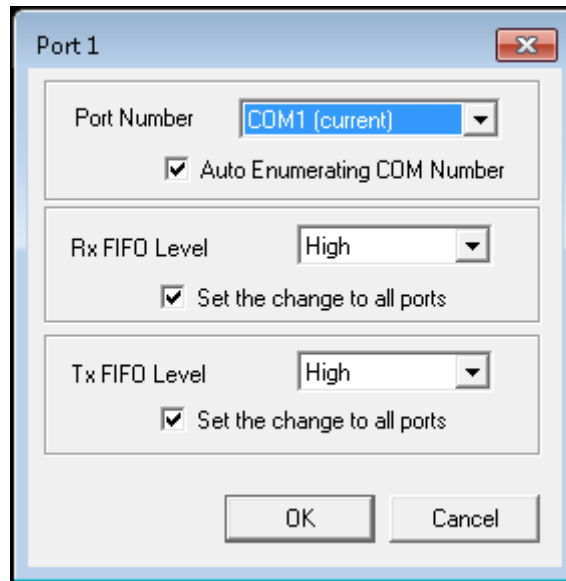 Port 1
Port Number COM1 (current)
Auto Enumerating COM Number
Rx FIFO Level High
Set the change to all ports
Tx FIFO Level High
Set the change to all ports
OK Cancel